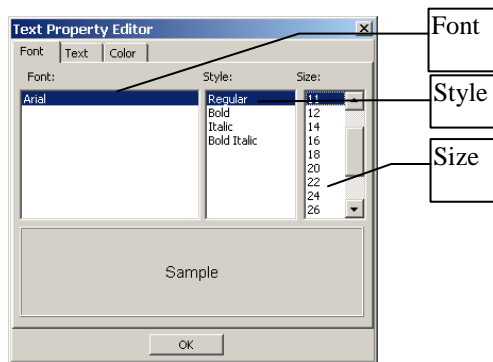 Text Property Editor
Font
Font Text Color
Font: Style: Size:
Arial Regular 11
Bold 12
Style
Italic 14
Bold Italic 16
18
Size
20
22
24
26
Sample
OK